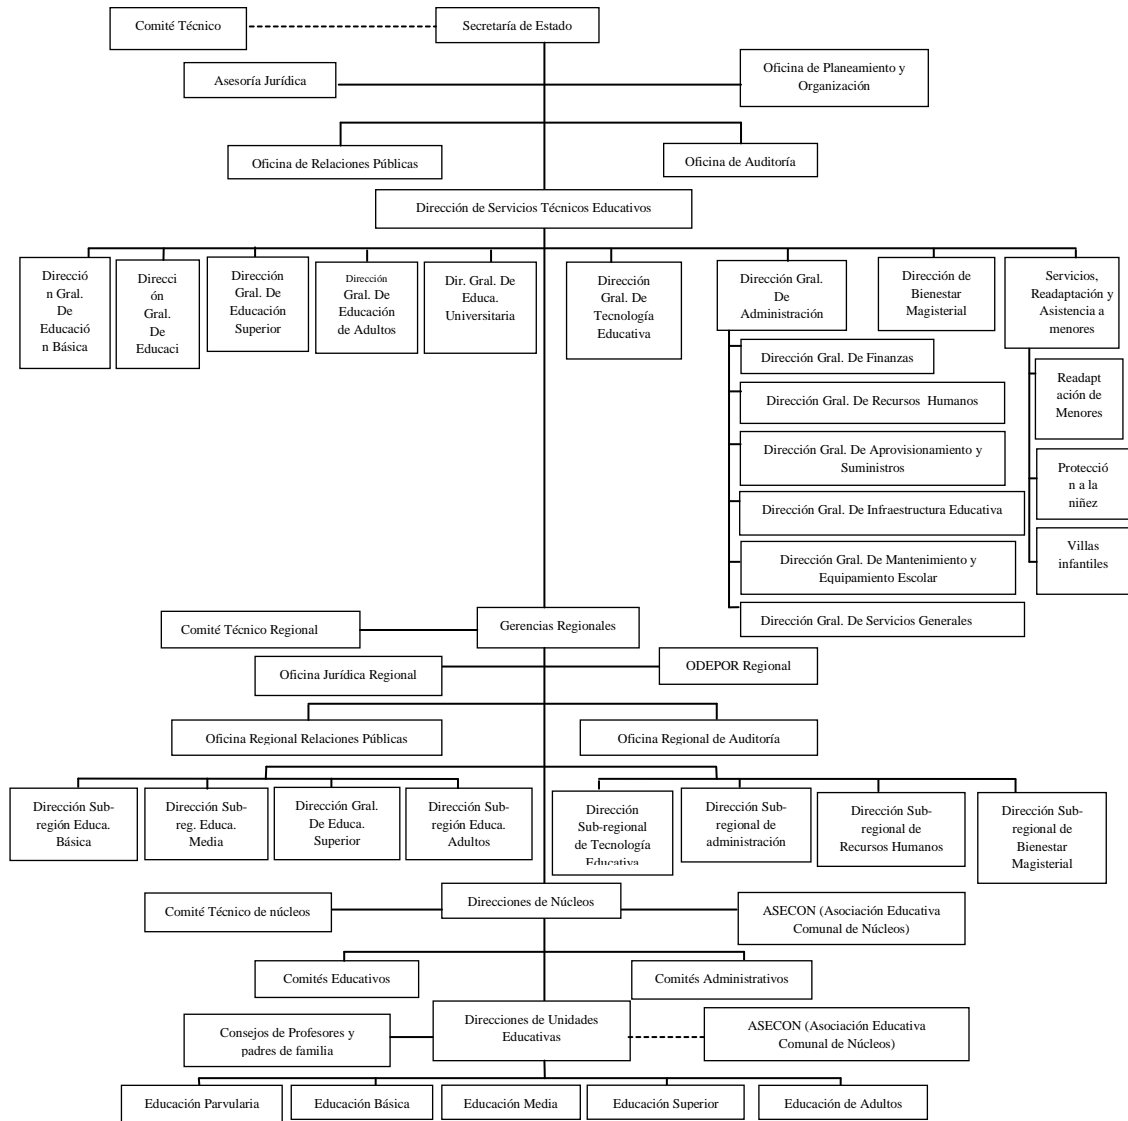 Comité Técnico
Secretaría de Estado
Asesoría Jurídica
Oficina de Planeamiento y
Organización
Oficina de Relaciones Públicas
Oficina de Auditoría
Dirección de Servicios Técnicos Educativos
Direcció
n Gral.
De
Educació
n Básica
Direcci
ón
Gral.
De
Educaci
Dirección
Gral. De
Educación
Superior
Dirección
Gral. De
Educación
de Adultos
Dir. Gral. De
Educa.
Universitaria
Dirección
Gral. De
Tecnología
Educativa
Dirección Gral.
De
Administración
Dirección de
Bienestar
Magisterial
Servicios,
Readaptación y
Asistencia a
menores
Dirección Gral. De Finanzas
Dirección Gral. De Recursos Humanos
Dirección Gral. De Aprovisionamiento y
Suministros
Dirección Gral. De Infraestructura Educativa
Dirección Gral. De Mantenimiento y
Equipamiento Escolar
Dirección Gral. De Servicios Generales
Readapt
ación de
Menores
Protecció
n a la
niñez
Villas
infantiles
Comité Técnico Regional
Gerencias Regionales
Oficina Jurídica Regional
ODEPOR Regional
Oficina Regional Relaciones Públicas
Oficina Regional de Auditoría
Dirección Sub-
región Educa.
Básica
Dirección Sub-
reg. Educa.
Media
Dirección Gral.
De Educa.
Superior
Dirección Sub-
región Educa.
Adultos
Dirección
Sub-regional
de Tecnología
Educativa
Dirección Sub-
regional de
administración
Dirección Sub-
regional de
Recursos Humanos
Dirección Sub-
regional de
Bienestar
Magisterial
Comité Técnico de núcleos
Direcciones de Núcleos
ASECON (Asociación Educativa
Comunal de Núcleos)
Comités Educativos
Comités Administrativos
Consejos de Profesores y
padres de familia
Direcciones de Unidades
Educativas
ASECON (Asociación Educativa
Comunal de Núcleos)
Educación Parvularia
Educación Básica
Educación Media
Educación Superior
Educación de Adultos